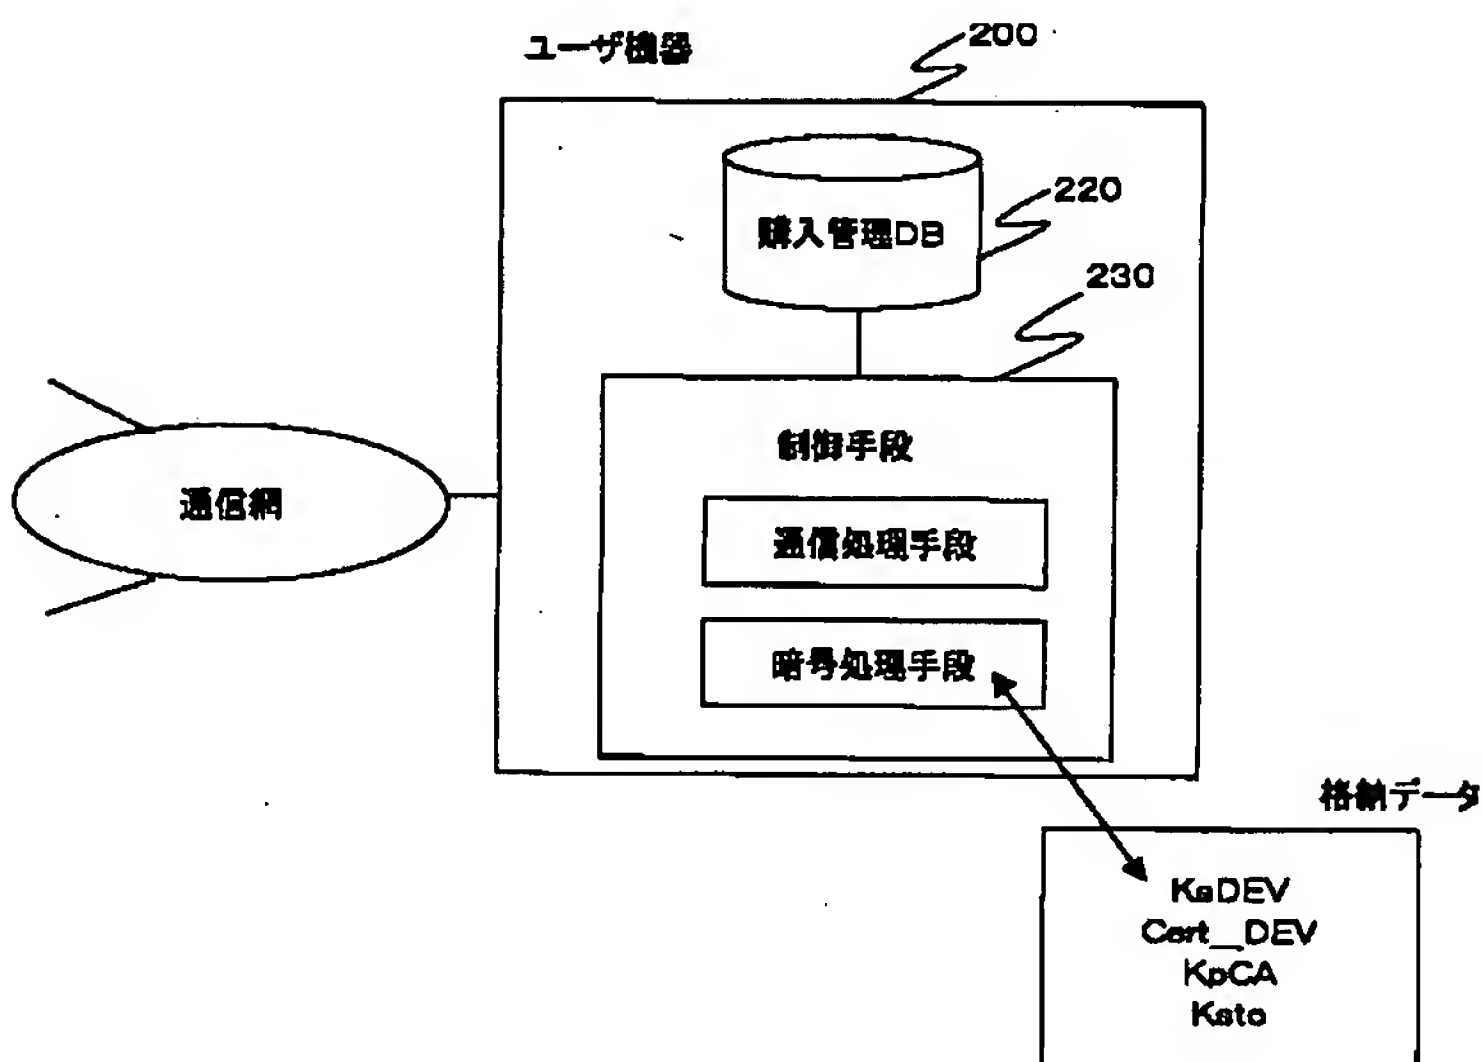 ユーザ機器
200
購入管理DB
220
230
制御手段
通信網
通信処理手段
暗号処理手段
格納データ
KsDEV
Cert__DEV
KpCA
Ksto